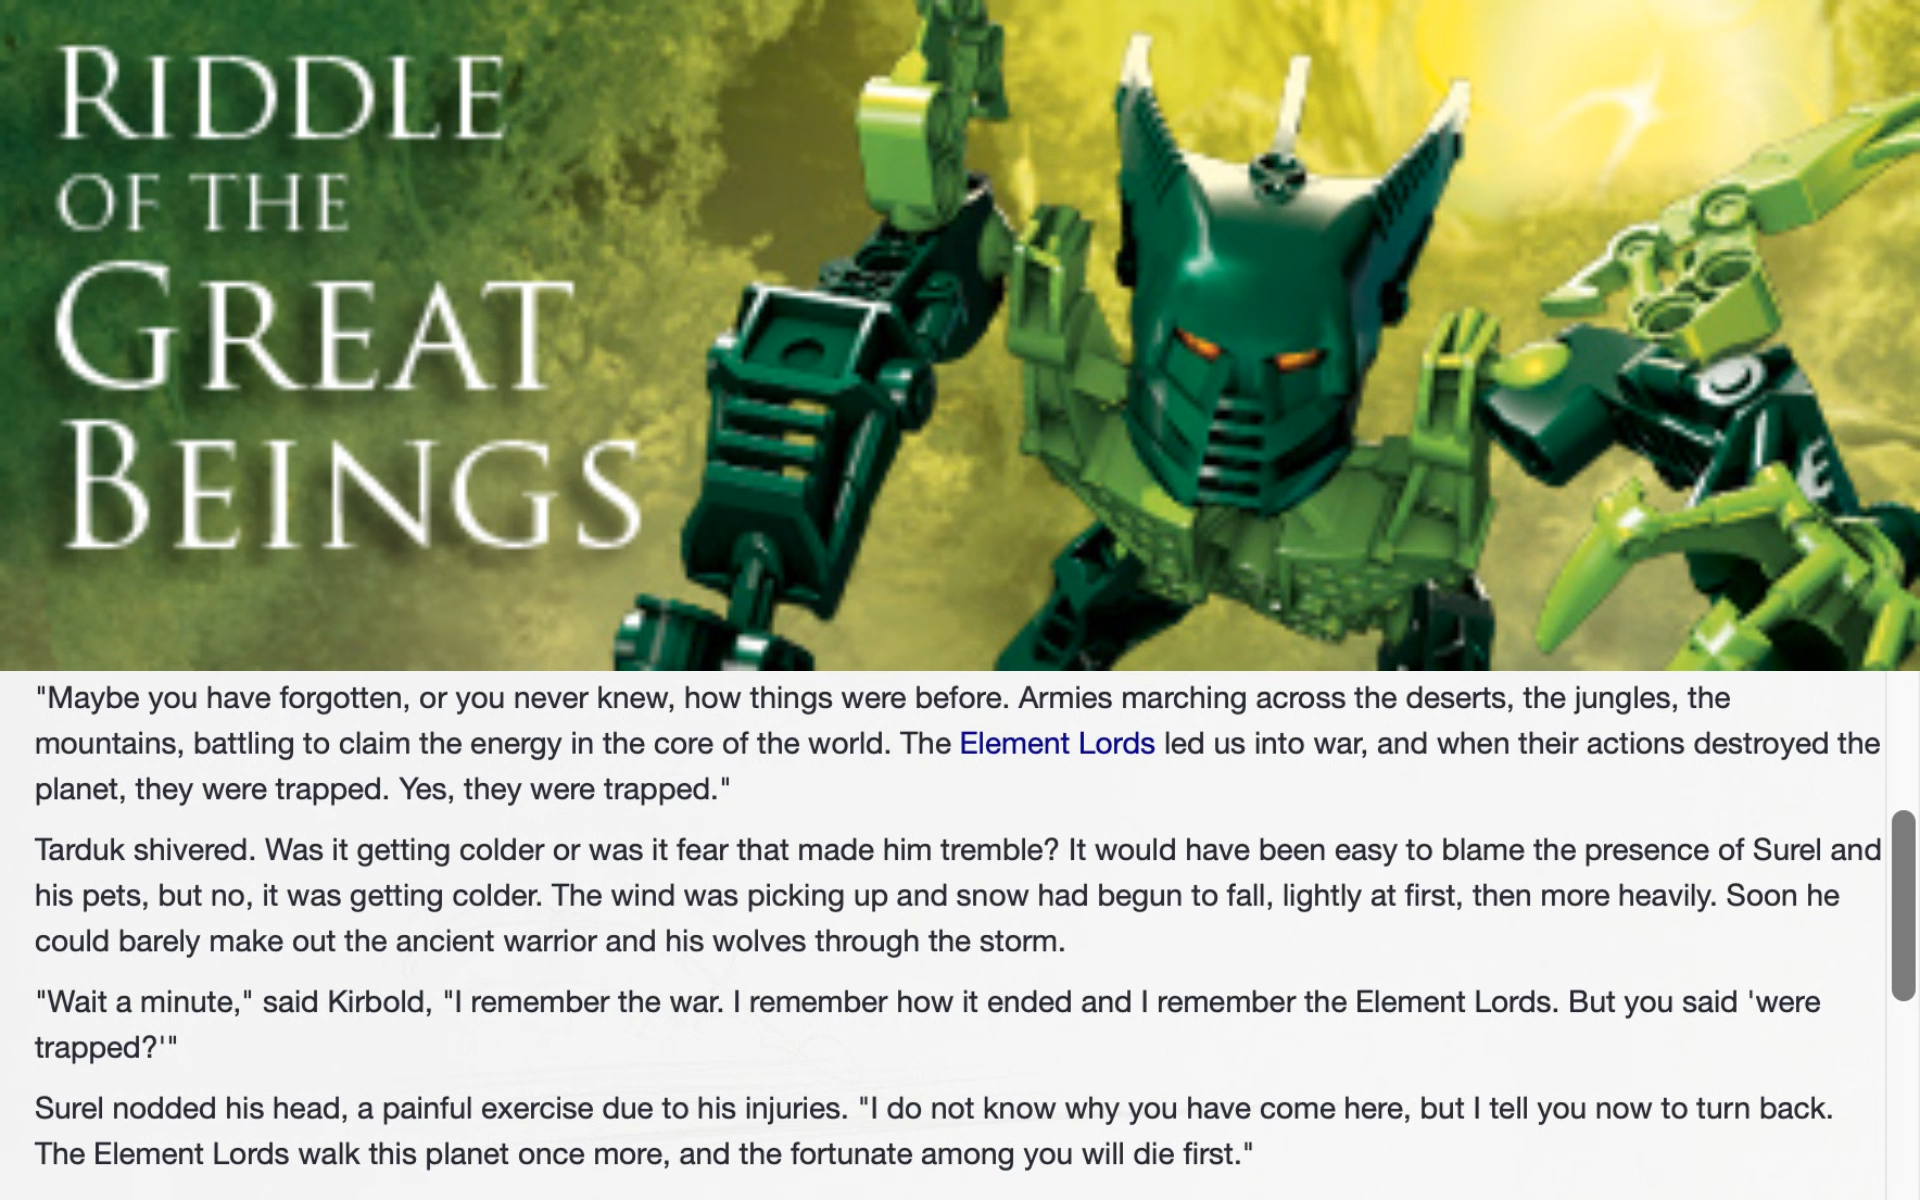 RIDDLE
OF THE
GREAT
BEINGS
"Maybe you have forgotten, or you never knew, how things were before. Armies marching across the deserts, the jungles, the
mountains, battling to claim the energy in the core of the world. The Element Lords led us into war, and when their actions destroyed the
planet, they were trapped. Yes, they were trapped."
Tarduk shivered. Was it getting colder or was it fear that made him tremble? It would have been easy to blame the presence of Surel and
his pets, but no, it was getting colder. The wind was picking up and snow had begun to fall, lightly at first, then more heavily. Soon he
could barely make out the ancient warrior and his wolves through the storm.
"Wait a minute," said Kirbold, "I remember the war. I remember how it ended and I remember the Element Lords. But you said 'were
trapped?'"
Surel nodded his head, a painful exercise due to his injuries. "I do not know why you have come here, but I tell you now to turn back.
The Element Lords walk this planet once more, and the fortunate among you will die first."